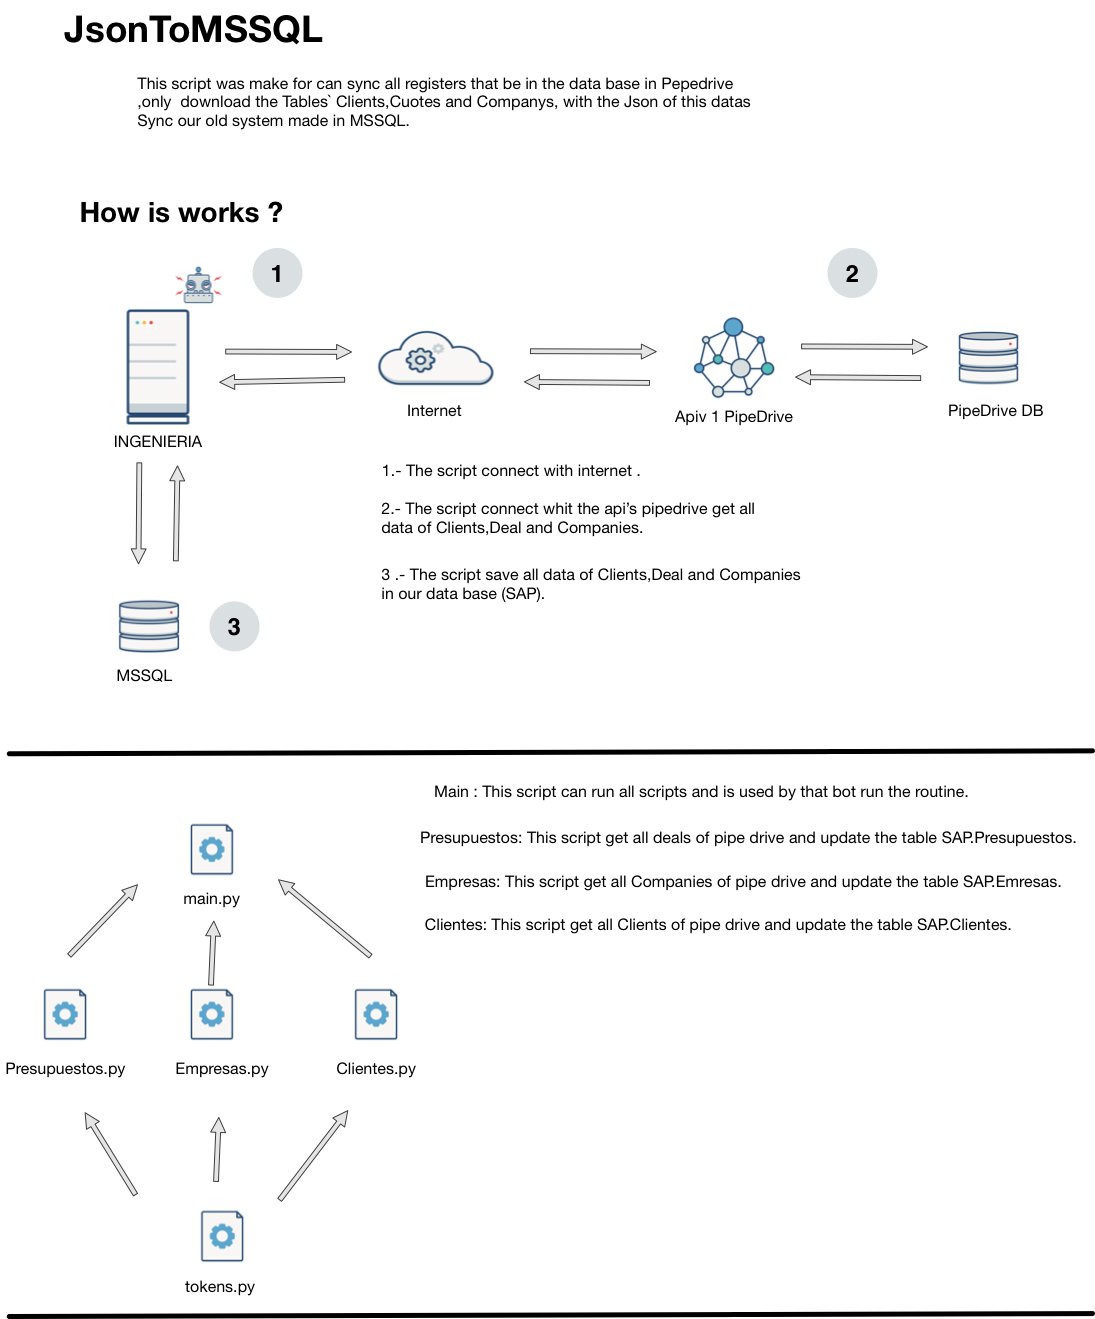 JsonToMSSQL
This script was make for can sync all registers that be in the data base in Pepedrive
,only  download the Tables` Clients,Cuotes and Companys, with the Json of this datas
Sync our old system made in MSSQL.
How is works ?
1
2
Internet
Apiv 1 PipeDrive
PipeDrive DB
INGENIERIA
1.- The script connect with internet .
2.- The script connect whit the api’s pipedrive get all
data of Clients,Deal and Companies.
3 .- The script save all data of Clients,Deal and Companies
in our data base (SAP).
3
MSSQL
Main : This script can run all scripts and is used by that bot run the routine.
Presupuestos: This script get all deals of pipe drive and update the table SAP.Presupuestos.
Empresas: This script get all Companies of pipe drive and update the table SAP.Emresas.
Clientes: This script get all Clients of pipe drive and update the table SAP.Clientes.
main.py
Presupuestos.py
Empresas.py
Clientes.py
tokens.py